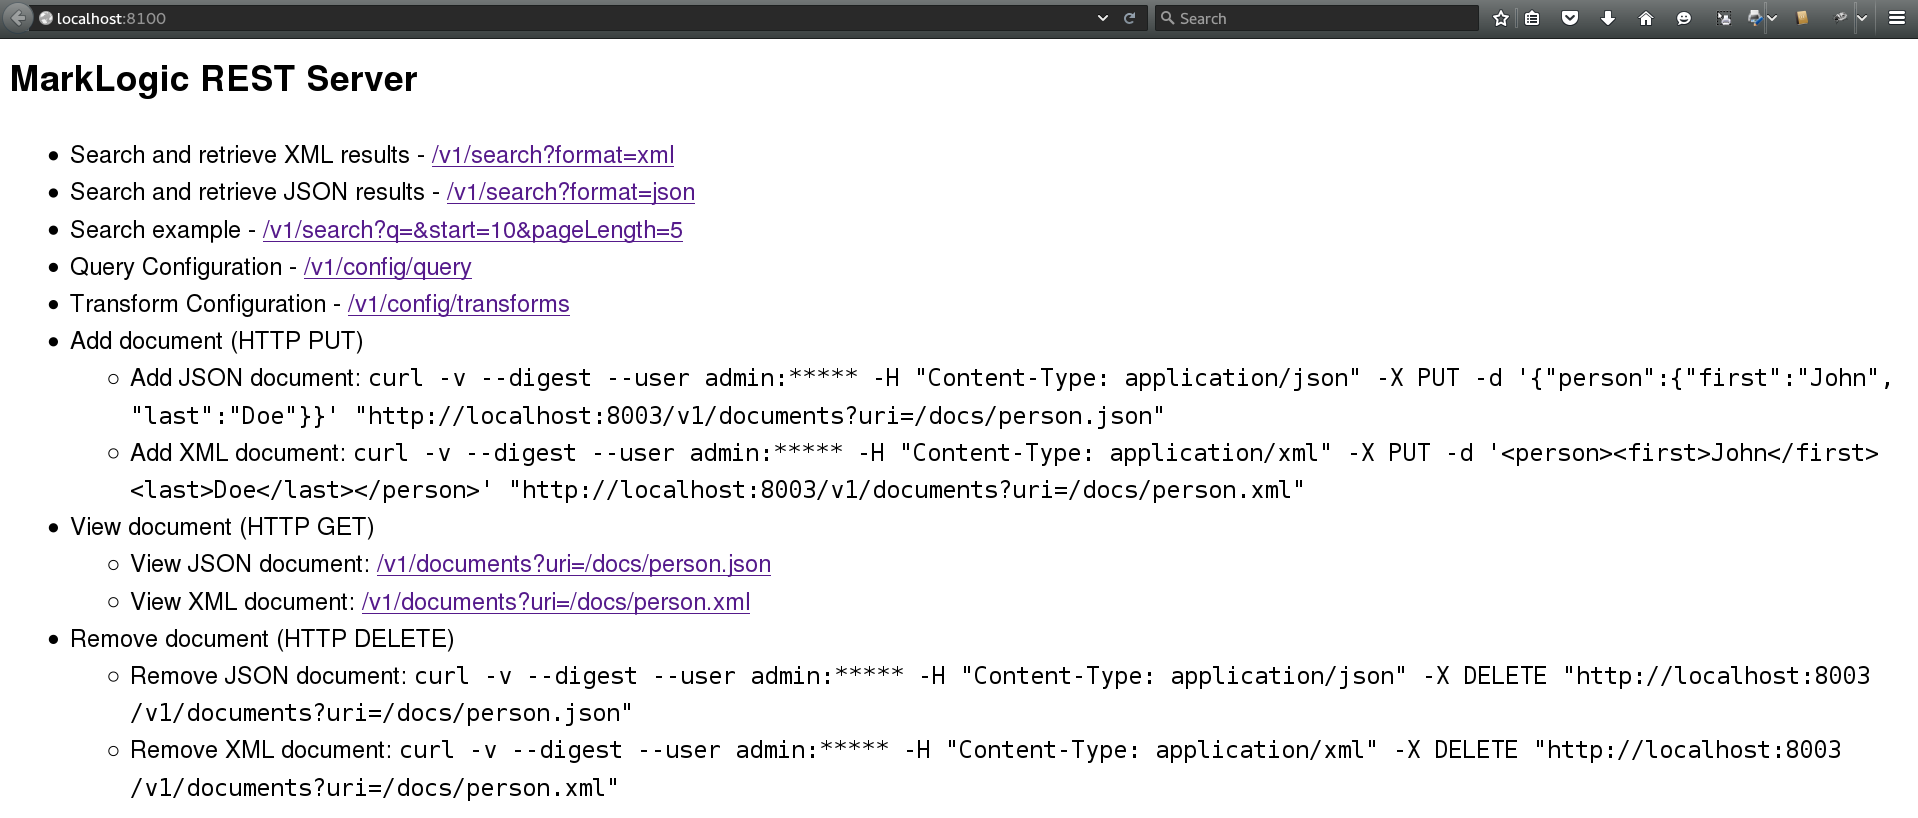 localhost:8100
Search
MarkLogic REST Server
• Search and retrieve XML results - /v1/search?format=xml
• Search and retrieve JSON results - /v1/search?format=json
• Search example - /v1/search?q=&start=10&pageLength=5
• Query Configuration - /v1/config/query
• Transform Configuration - /v1/config/transforms
• Add document (HTTP PUT)
○ Add JSON document: curl -v --digest --user admin:***** -H "Content-Type: application/json" -X PUT -d '{"person":{"first":"John",
"last":"Doe"}}' "http://localhost:8003/v1/documents?uri=/docs/person.json"
○ Add XML document: curl -v --digest --user admin:***** -H "Content-Type: application/xml" -X PUT -d '<person><first>John</first>
<last>Doe</last></person>' "http://localhost:8003/v1/documents?uri=/docs/person.xml"
• View document (HTTP GET)
○ View JSON document: /v1/documents?uri=/docs/person.json
○ View XML document: /v1/documents?uri=/docs/person.xml
• Remove document (HTTP DELETE)
○ Remove JSON document: curl -v --digest --user admin:***** -H "Content-Type: application/json" -X DELETE "http://localhost:8003
/v1/documents?uri=/docs/person.json"
○ Remove XML document: curl -v --digest --user admin:***** -H "Content-Type: application/xml" -X DELETE "http://localhost:8003
/v1/documents?uri=/docs/person.xml"